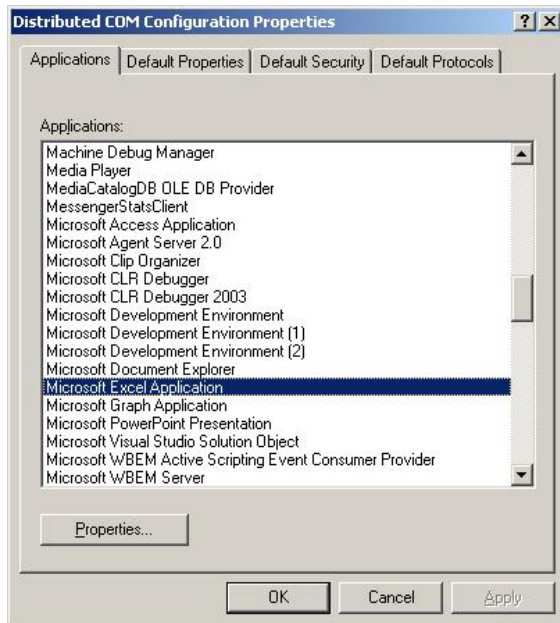 Distributed COM Configuration Properties
Applications Default Properties Default Security Default Protocols
Applications:
Machine Debug Manager
Media Player
MediaCatalogDB OLE DB Provider
MessengerStatsClient
Microsoft Access Application
Microsoft Agent Server 2.0
Microsoft Clip Organizer
Microsoft CLR Debugger
Microsoft CLR Debugger 2003
Microsoft Development Environment
Microsoft Development Environment (1)
Microsoft Development Environment (2)
Microsoft Document Explorer
Microsoft Excel Application
Microsoft Graph Application
Microsoft PowerPoint Presentation
Microsoft Visual Studio Solution Object
Microsoft WBEM Active Scripting Event Consumer Provider
Microsoft WBEM Server
Properties...
OK Cancel Apply